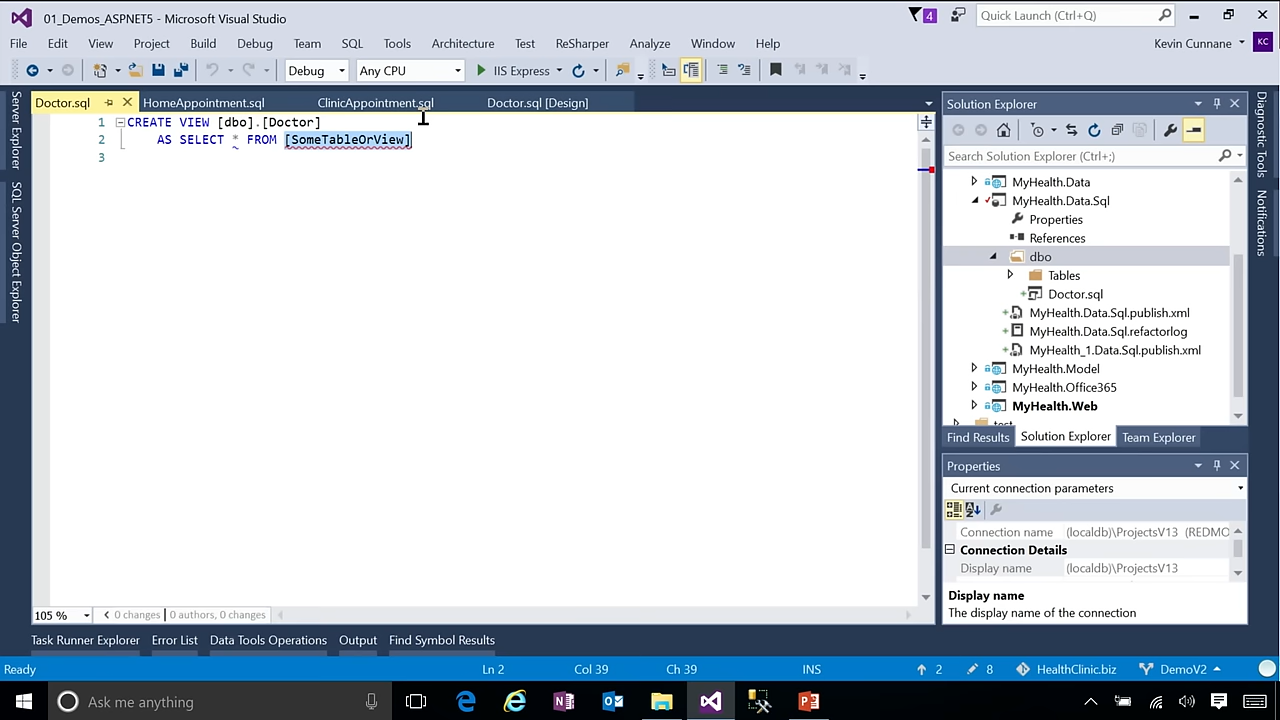 01_Demos_ASPNET5 - Microsoft Visual Studio
4
Quick Launch (Ctrl+Q)
File Edit View Project Build Debug Team SQL Tools Architecture Test ReSharper Analyze Window Help
Kevin Cunnane
KC
Debug
Any CPU
IIS Express
Server Explorer
SQL Server Object Explorer
Doctor.sql
HomeAppointment.sql
ClinicAppointment.sql
Doctor.sql [Design]
1 CREATE VIEW [dbo].[Doctor]
2 AS SELECT * FROM [SomeTableOrView]
3
Solution Explorer
Search Solution Explorer (Ctrl+;)
MyHealth.Data
MyHealth.Data.Sql
Properties
References
dbo
Tables
Doctor.sql
MyHealth.Data.Sql.publish.xml
MyHealth.Data.Sql.refactorlog
MyHealth_1.Data.Sql.publish.xml
MyHealth.Model
MyHealth.Office365
MyHealth.Web
test
Find Results Solution Explorer Team Explorer
Properties
Current connection parameters
Connection name (localdb)\ProjectsV13 (REDMO
Connection Details
Display name (localdb)\ProjectsV13
Display name
The display name of the connection
Diagnostic Tools
Notifications
105 %
0 changes | 0 authors, 0 changes
Task Runner Explorer Error List Data Tools Operations Output Find Symbol Results
Ready
Ln 2
Col 39
Ch 39
INS
2
8
HealthClinic.biz
DemoV2
Ask me anything